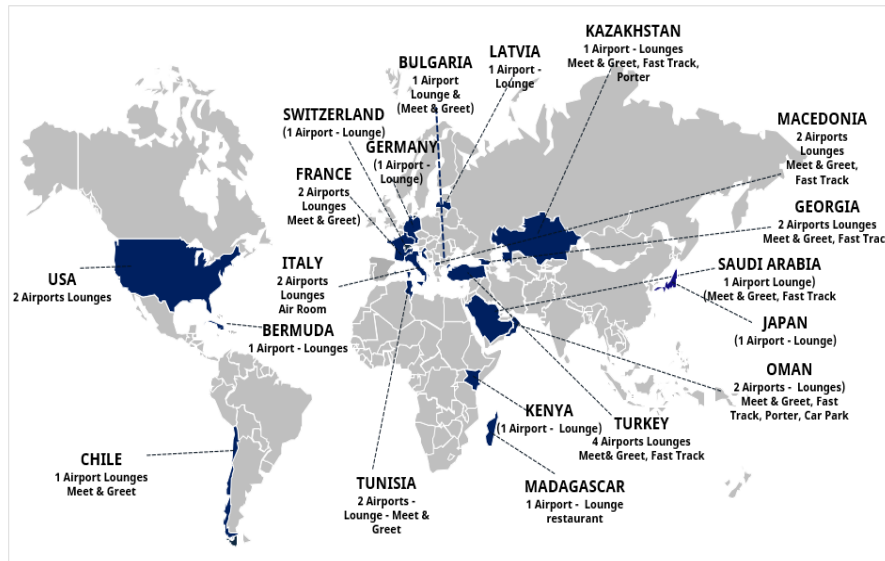 KAZAKHSTAN
1 Airport - Lounges
Meet & Greet, Fast Track,
Porter
LATVIA
1 Airport -
Lounge
BULGARIA
1 Airport
Lounge &
(Meet & Greet)
SWITZERLAND
(1 Airport - Lounge)
GERMANY
(1 Airport -
Lounge)
FRANCE
2 Airports
Lounges
Meet & Greet)
MACEDONIA
2 Airports
Lounges
Meet & Greet,
Fast Track
GEORGIA
2 Airports Lounges
Meet & Greet, Fast Trac
USA
2 Airports Lounges
ITALY
2 Airports
Lounges
Air Room
SAUDI ARABIA
1 Airport Lounge)
(Meet & Greet, Fast Track
BERMUDA
1 Airport - Lounges
JAPAN
(1 Airport - Lounge)
OMAN
2 Airports - Lounges)
Meet & Greet, Fast
Track, Porter, Car Park
KENYA
(1 Airport - Lounge)
TURKEY
4 Airports Lounges
Meet& Greet, Fast Track
CHILE
1 Airport Lounges
Meet & Greet
TUNISIA
2 Airports -
Lounge - Meet &
Greet
MADAGASCAR
1 Airport - Lounge
restaurant